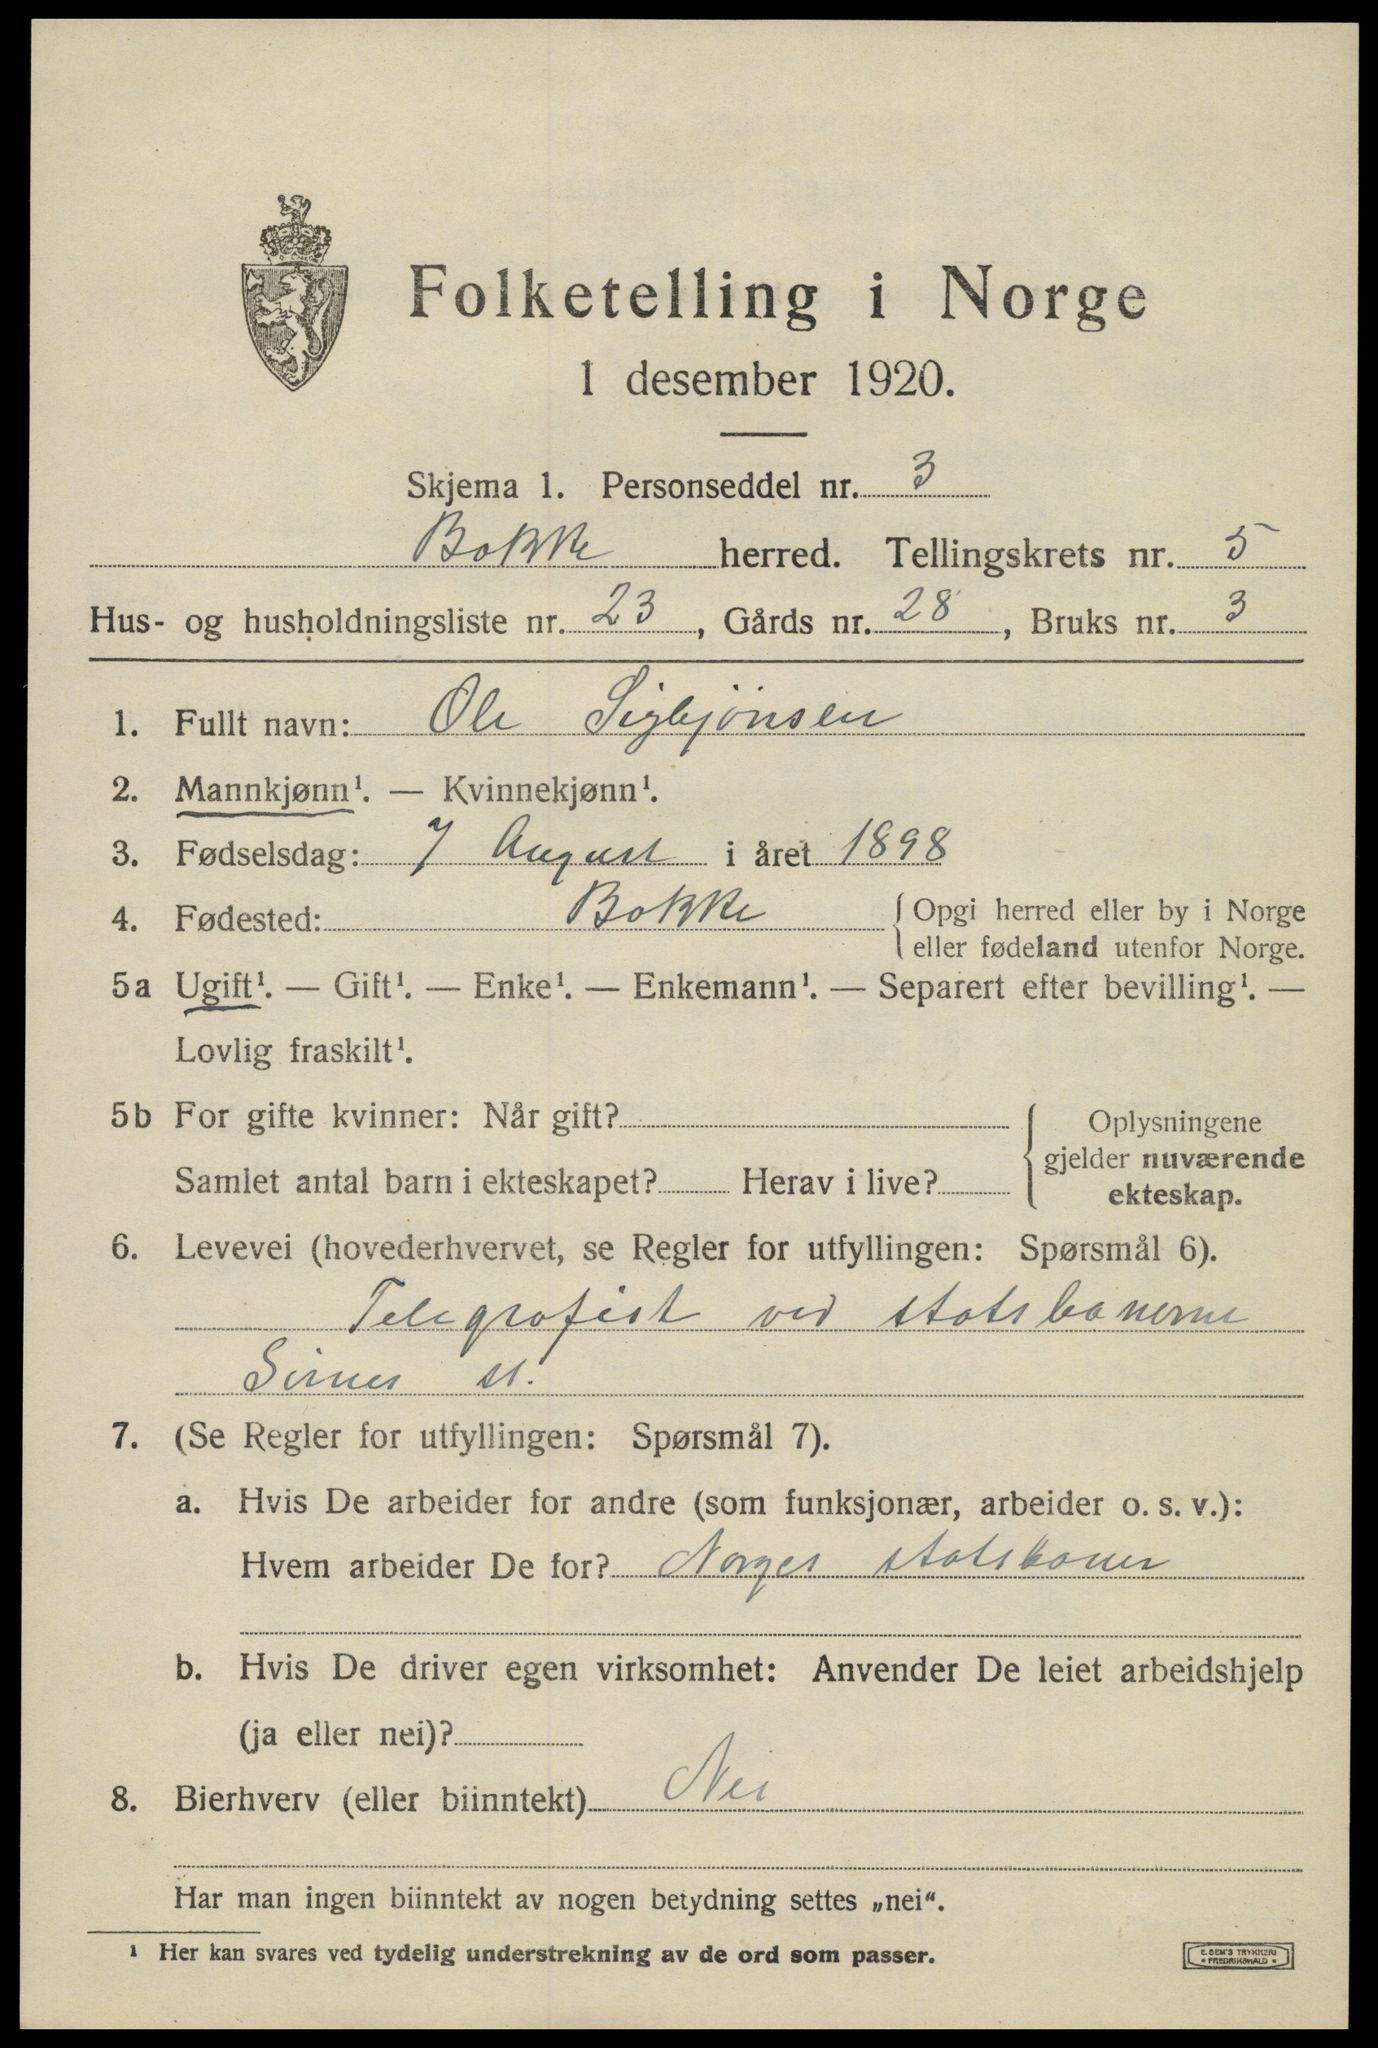 Folketelling i Norge
1 desember 1920.
Skjema 1. Personseddel nr. 3
Bakke herred. Tellingskrets nr. 5
Hus- og husholdningsliste nr. 23, Gårds nr. 28, Bruks nr. 3
1. Fullt navn: Ole Sigbjönsen
2. Mannkjønn¹. — Kvinnekjønn¹.
3. Fødselsdag: 7 August i året 1898
4. Fødested: Bakke { Opgi herred eller by i Norge
eller fødeland utenfor Norge.
5a Ugift¹. — Gift¹. — Enke¹. — Enkemann¹. — Separert efter bevilling¹. —
Lovlig fraskilt¹.
5b For gifte kvinner: Når gift? { Oplysningene
gjelder nuværende
Samlet antal barn i ekteskapet? Herav i live? ekteskap.
6. Levevei (hovederhvervet, se Regler for utfyllingen: Spørsmål 6).
Telegrafist ved statsbanerne
Sirnes st.
7. (Se Regler for utfyllingen: Spørsmål 7).
a. Hvis De arbeider for andre (som funksjonær, arbeider o. s. v.):
Hvem arbeider De for? Norges statsbaner
b. Hvis De driver egen virksomhet: Anvender De leiet arbeidshjelp
(ja eller nei)?
8. Bierhverv (eller biinntekt) Nei
Har man ingen biinntekt av nogen betydning settes „nei“.
¹ Her kan svares ved tydelig understrekning av de ord som passer.
E. SEM'S TRYKKERI
• FREDRIKSHALD •